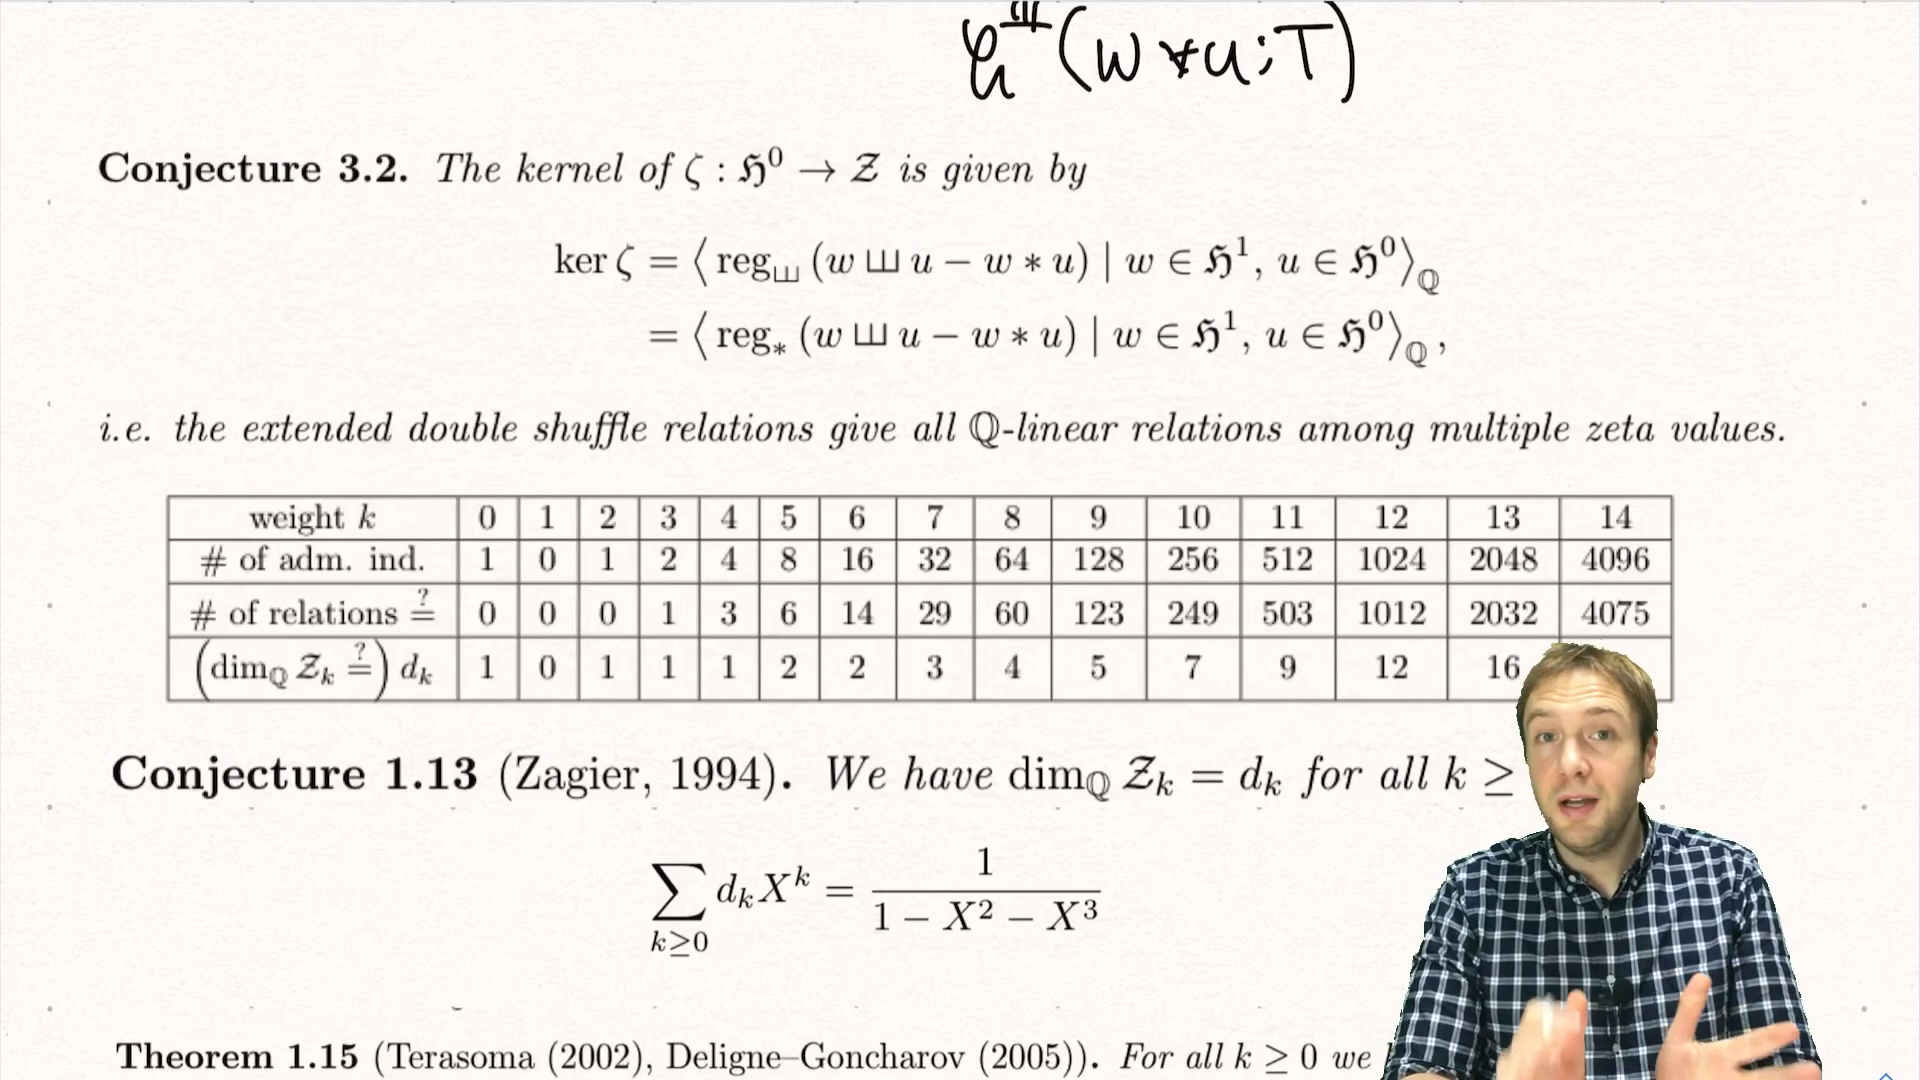 ζ^ш(w * u; T)
Conjecture 3.2. The kernel of ζ : ℌ⁰ → 𝒵 is given by
ker ζ = ⟨ reg_ш (w ш u − w * u) | w ∈ ℌ¹, u ∈ ℌ⁰⟩_ℚ
= ⟨ reg_* (w ш u − w * u) | w ∈ ℌ¹, u ∈ ℌ⁰⟩_ℚ ,
i.e. the extended double shuffle relations give all ℚ-linear relations among multiple zeta values.
weight k 0 1 2 3 4 5 6 7 8 9 10 11 12 13 14
# of adm. ind. 1 0 1 2 4 8 16 32 64 128 256 512 1024 2048 4096
# of relations ≟ 0 0 0 1 3 6 14 29 60 123 249 503 1012 2032 4075
(dim_ℚ 𝒵_k ≟) d_k 1 0 1 1 1 2 2 3 4 5 7 9 12 16
Conjecture 1.13 (Zagier, 1994). We have dim_ℚ 𝒵_k = d_k for all k ≥
∑_{k≥0} d_k X^k = 1 / (1 − X² − X³)
Theorem 1.15 (Terasoma (2002), Deligne–Goncharov (2005)). For all k ≥ 0 we